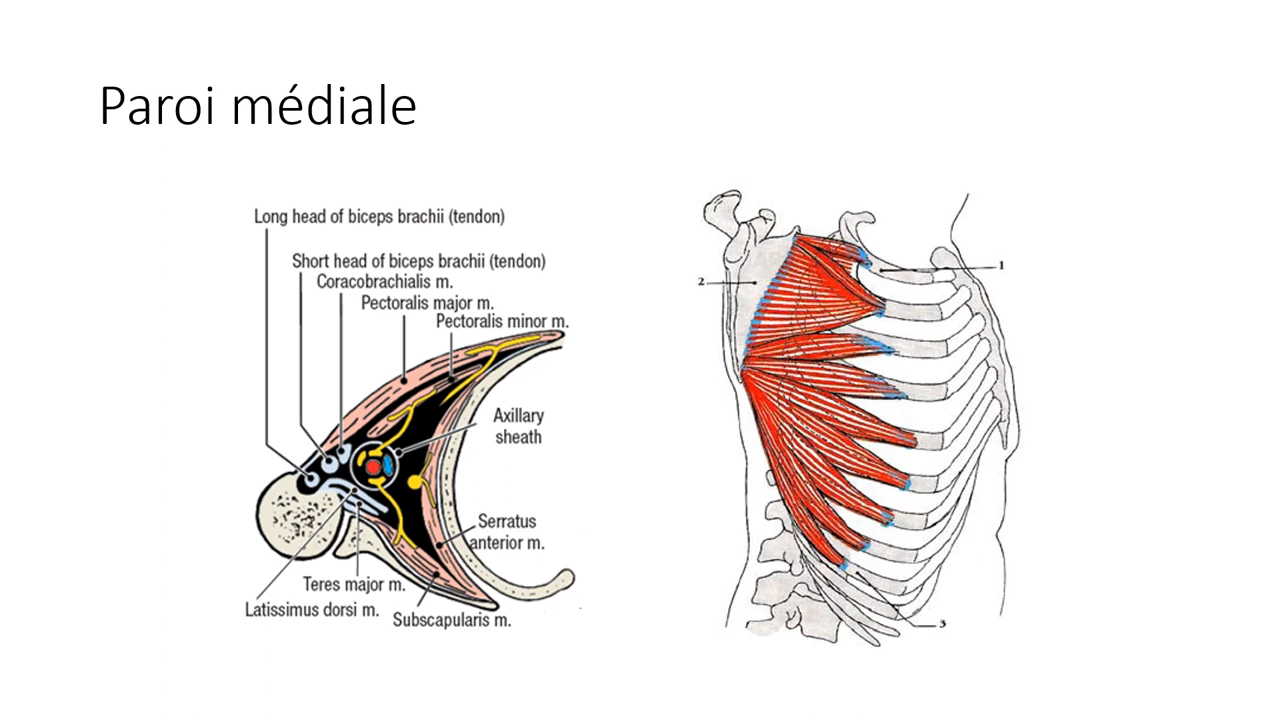 Paroi médiale
Long head of biceps brachii (tendon)
Short head of biceps brachii (tendon)
Coracobrachialis m.
Pectoralis major m.
Pectoralis minor m.
Axillary
sheath
Serratus
anterior m.
Teres major m.
Latissimus dorsi m.
Subscapularis m.
1
2
3